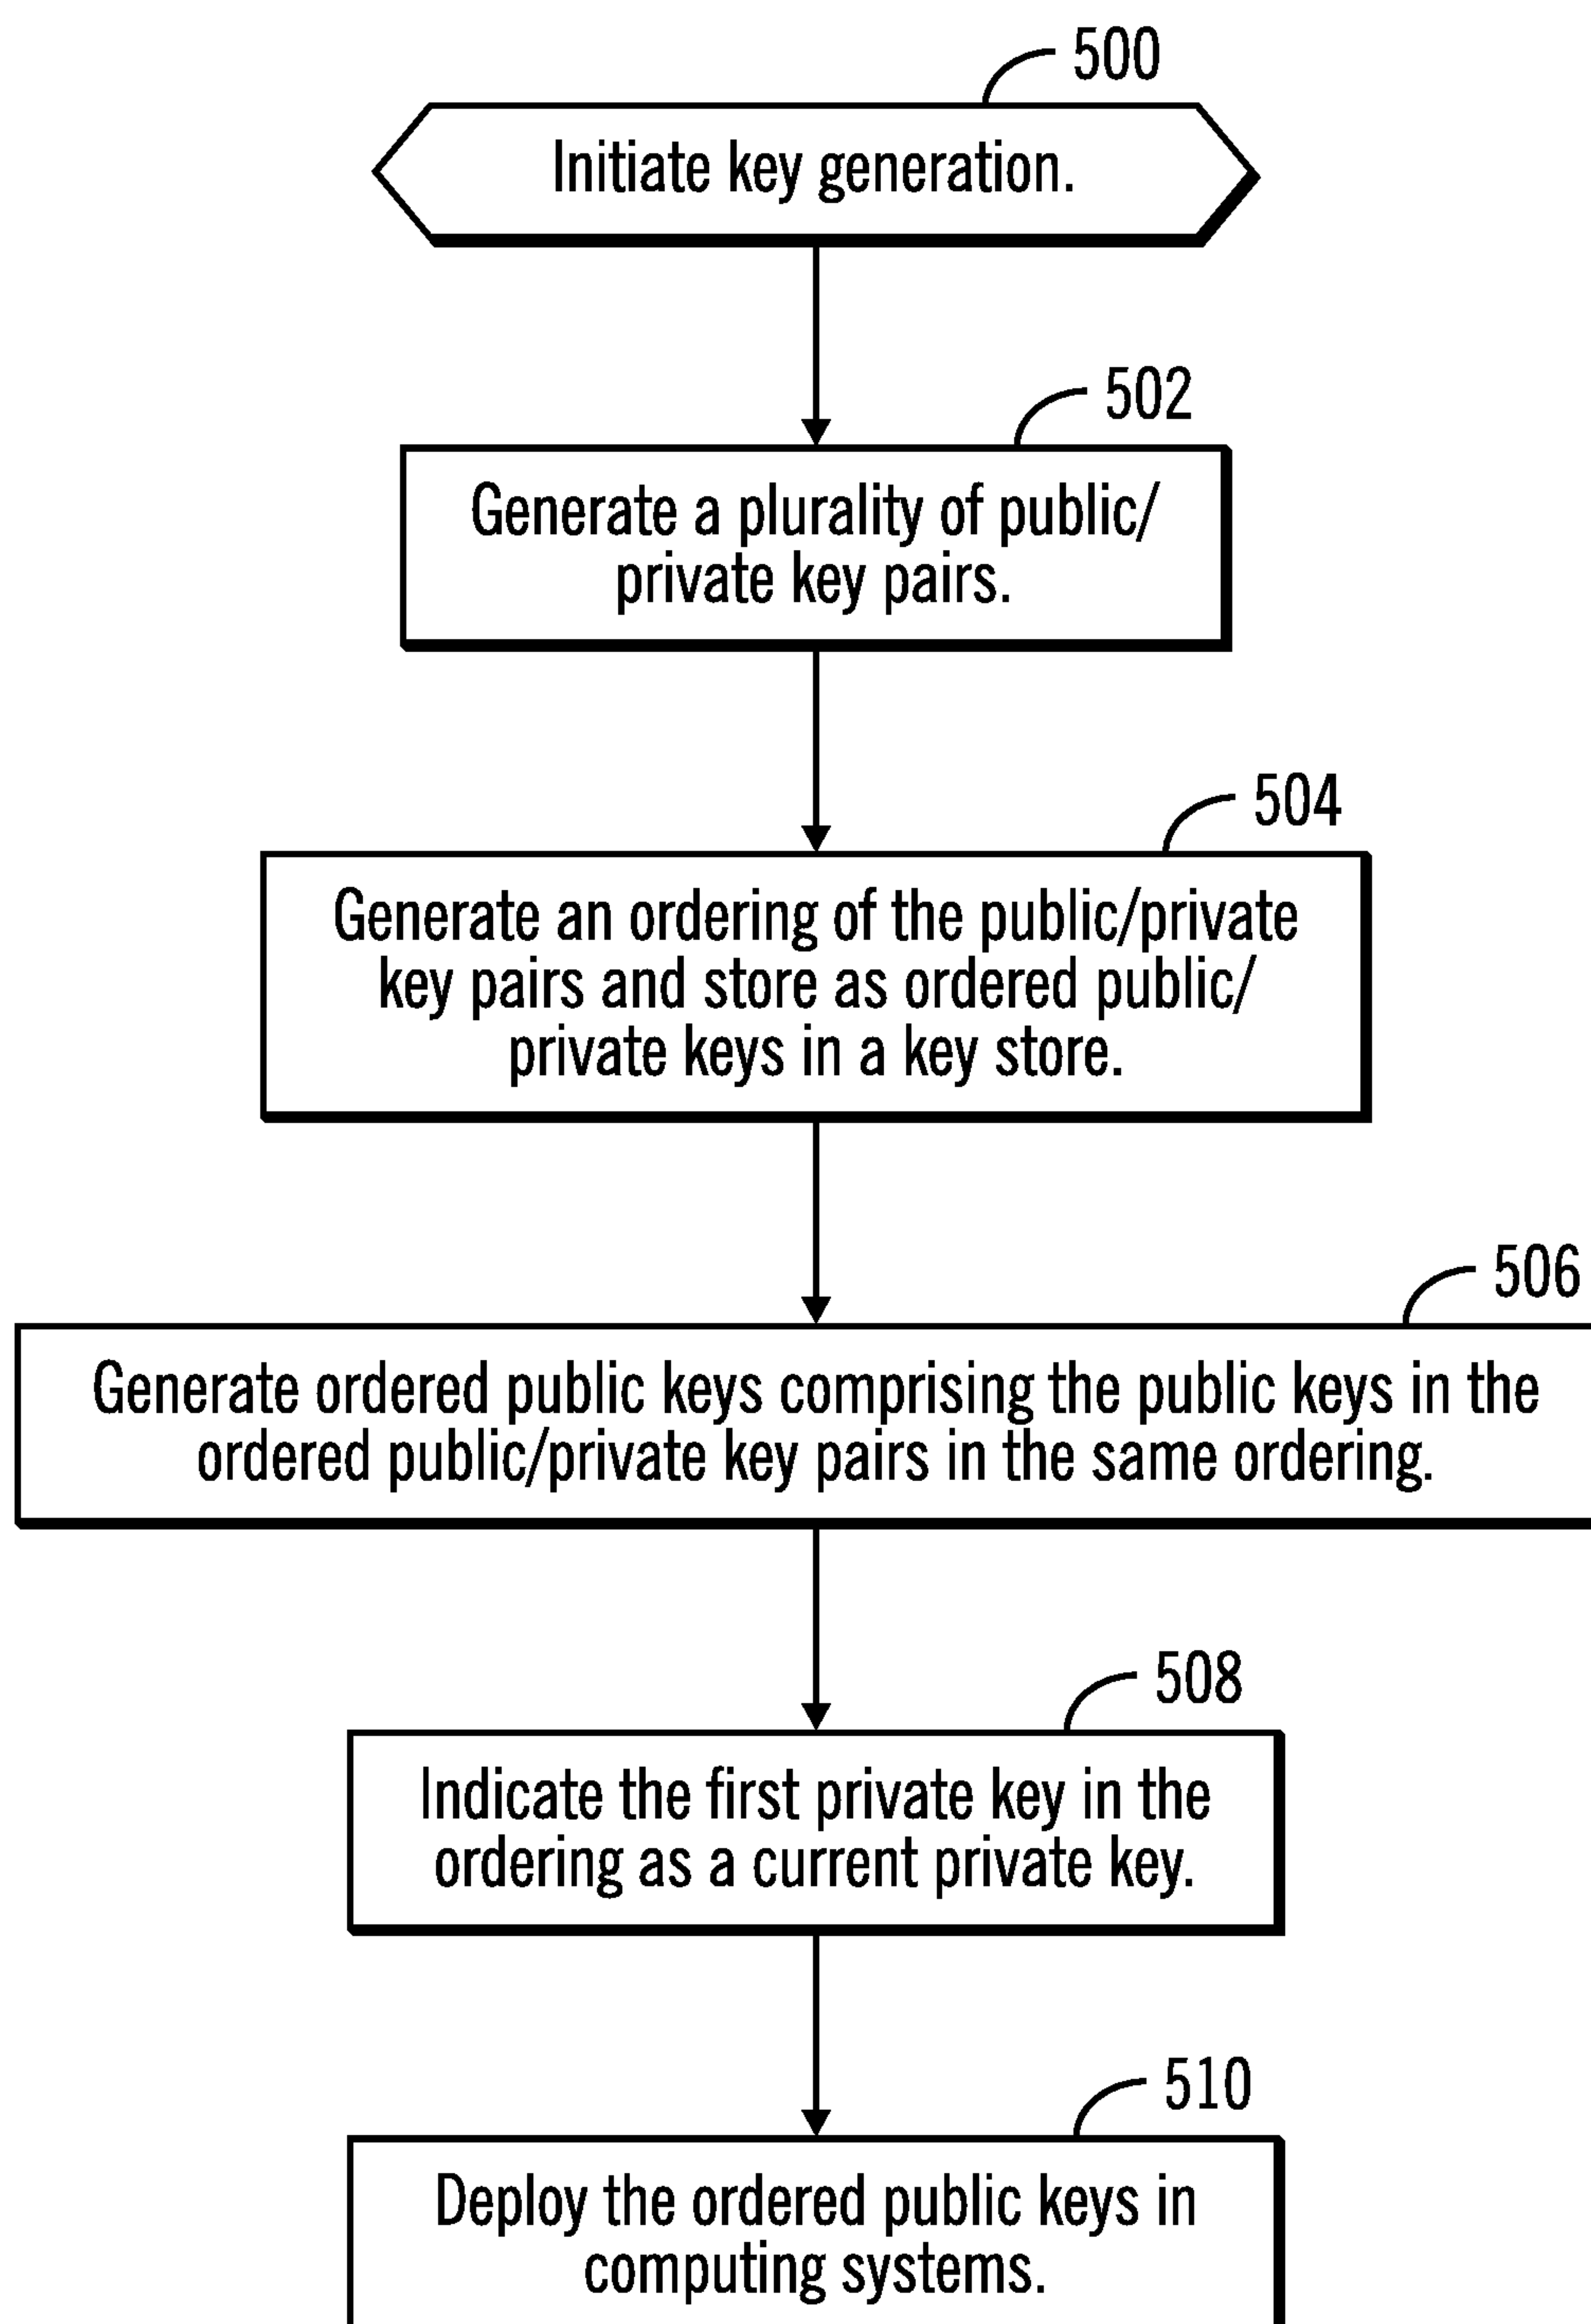 500
Initiate key generation.
502
Generate a plurality of public/
private key pairs.
504
Generate an ordering of the public/private
key pairs and store as ordered public/
private keys in a key store.
506
Generate ordered public keys comprising the public keys in the
ordered public/private key pairs in the same ordering.
508
Indicate the first private key in the
ordering as a current private key.
510
Deploy the ordered public keys in
computing systems.